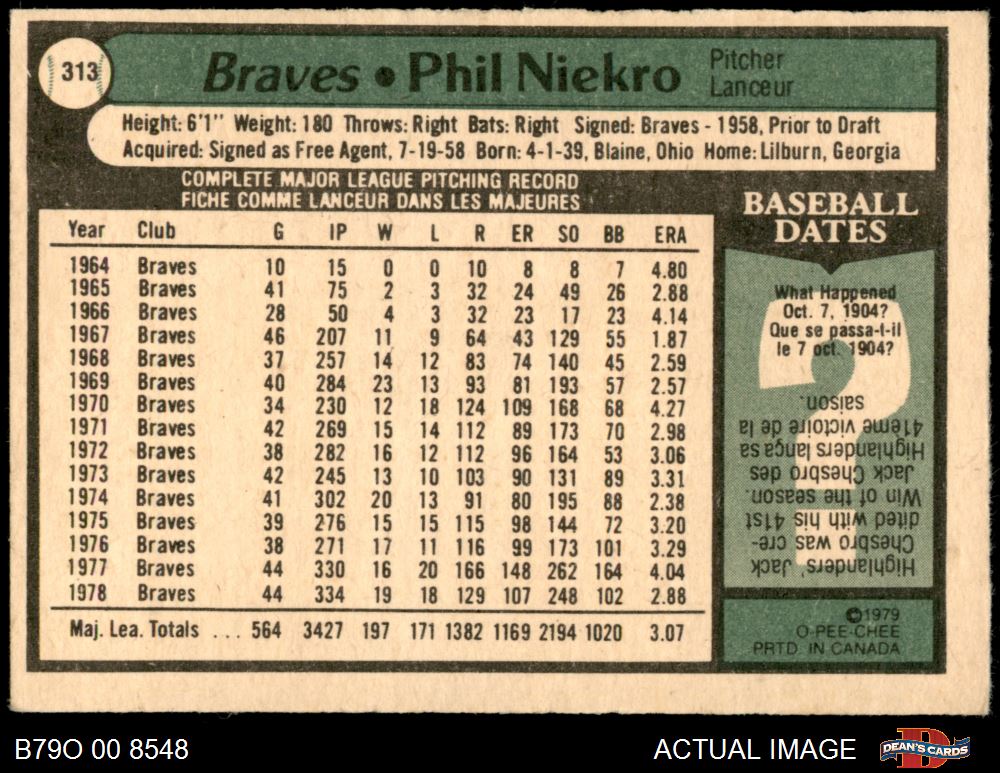 313
Braves • Phil Niekro Pitcher
Lanceur
Height: 6'1" Weight: 180 Throws: Right Bats: Right Signed: Braves - 1958, Prior to Draft
Acquired: Signed as Free Agent, 7-19-58 Born: 4-1-39, Blaine, Ohio Home: Lilburn, Georgia
COMPLETE MAJOR LEAGUE PITCHING RECORD
FICHE COMME LANCEUR DANS LES MAJEURES
Year Club G IP W L R ER SO BB ERA
1964 Braves 10 15 0 0 10 8 8 7 4.80
1965 Braves 41 75 2 3 32 24 49 26 2.88
1966 Braves 28 50 4 3 32 23 17 23 4.14
1967 Braves 46 207 11 9 64 43 129 55 1.87
1968 Braves 37 257 14 12 83 74 140 45 2.59
1969 Braves 40 284 23 13 93 81 193 57 2.57
1970 Braves 34 230 12 18 124 109 168 68 4.27
1971 Braves 42 269 15 14 112 89 173 70 2.98
1972 Braves 38 282 16 12 112 96 164 53 3.06
1973 Braves 42 245 13 10 103 90 131 89 3.31
1974 Braves 41 302 20 13 91 80 195 88 2.38
1975 Braves 39 276 15 15 115 98 144 72 3.20
1976 Braves 38 271 17 11 116 99 173 101 3.29
1977 Braves 44 330 16 20 166 148 262 164 4.04
1978 Braves 44 334 19 18 129 107 248 102 2.88
Maj. Lea. Totals ... 564 3427 197 171 1382 1169 2194 1020 3.07
BASEBALL
DATES
What Happened
Oct. 7, 1904?
Que se passa-t-il
le 7 oct. 1904?
Highlanders' Jack
Chesbro was cre-
dited with his 41st
Win of the season.
Jack Chesbro des
Highlanders lança sa
41ème victoire de la
saison.
©1979
O-PEE-CHEE
PRTD. IN CANADA
B79O 00 8548
ACTUAL IMAGE
DEAN'S CARDS